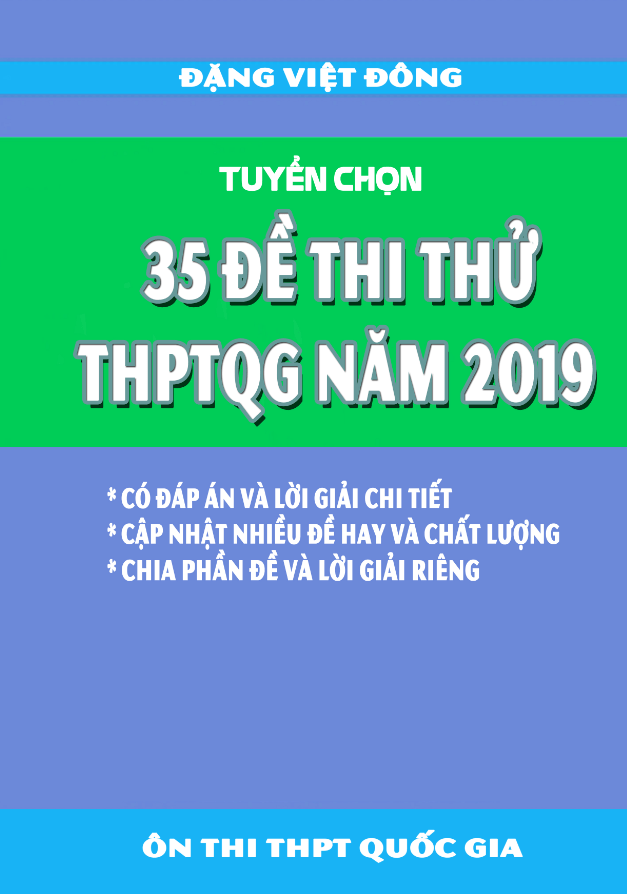 ĐẶNG VIỆT ĐÔNG
TUYỂN CHỌN
35 ĐỀ THI THỬ
THPTQG NĂM 2019
* CÓ ĐÁP ÁN VÀ LỜI GIẢI CHI TIẾT
* CẬP NHẬT NHIỀU ĐỀ HAY VÀ CHẤT LƯỢNG
* CHIA PHẦN ĐỀ VÀ LỜI GIẢI RIÊNG
ÔN THI THPT QUỐC GIA